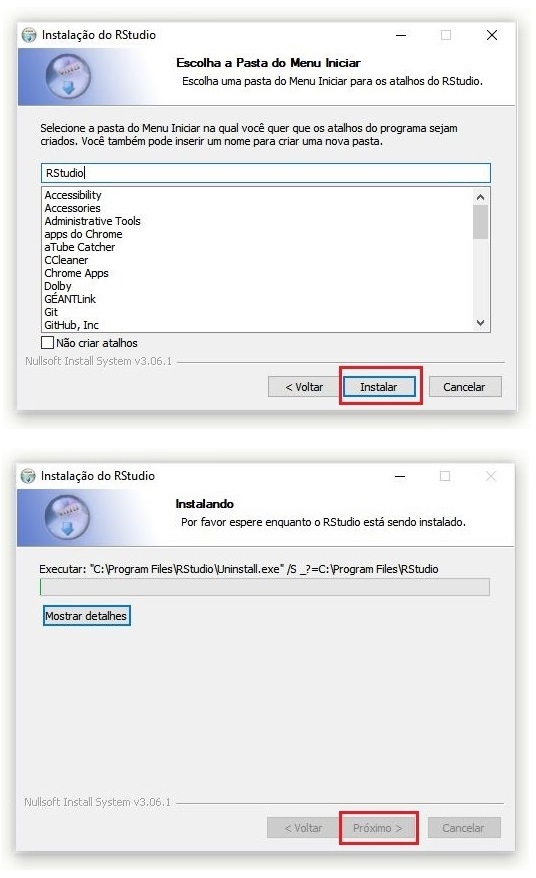 Instalação do RStudio
Escolha a Pasta do Menu Iniciar
Escolha uma pasta do Menu Iniciar para os atalhos do RStudio.
Selecione a pasta do Menu Iniciar na qual você quer que os atalhos do programa sejam
criados. Você também pode inserir um nome para criar uma nova pasta.
RStudio
Accessibility
Accessories
Administrative Tools
apps do Chrome
aTube Catcher
CCleaner
Chrome Apps
Dolby
GÉANTLink
Git
GitHub, Inc
Não criar atalhos
Nullsoft Install System v3.06.1
< Voltar Instalar Cancelar
Instalação do RStudio
Instalando
Por favor espere enquanto o RStudio está sendo instalado.
Executar: "C:\Program Files\RStudio\Uninstall.exe" /S _?=C:\Program Files\RStudio
Mostrar detalhes
Nullsoft Install System v3.06.1
< Voltar Próximo > Cancelar